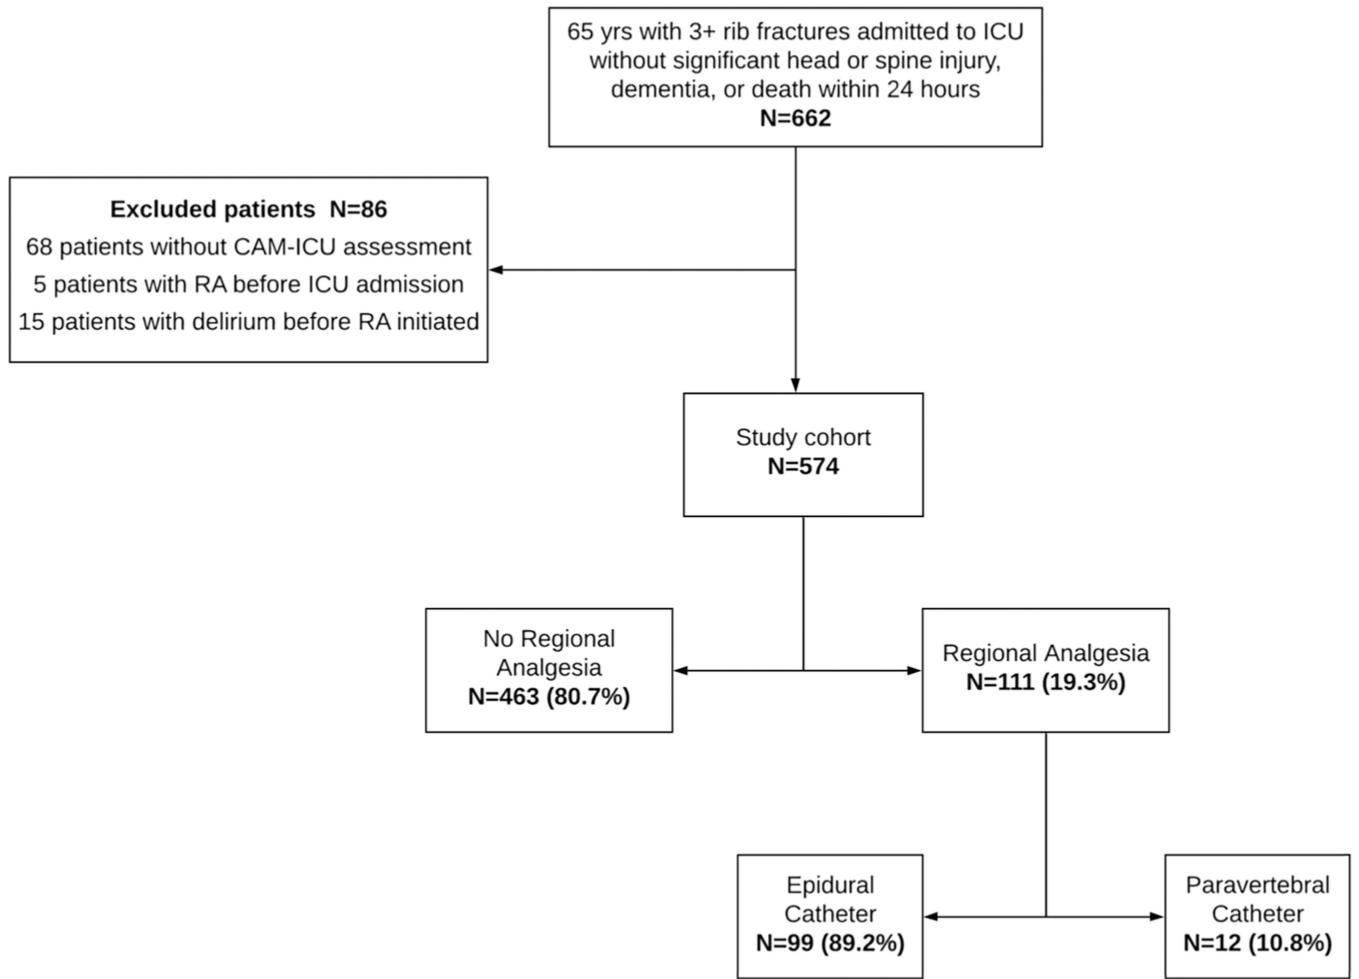 65 yrs with 3+ rib fractures admitted to ICU
without significant head or spine injury,
dementia, or death within 24 hours
N=662
Excluded patients N=86
68 patients without CAM-ICU assessment
5 patients with RA before ICU admission
15 patients with delirium before RA initiated
Study cohort
N=574
No Regional
Analgesia
N=463 (80.7%)
Regional Analgesia
N=111 (19.3%)
Epidural
Catheter
N=99 (89.2%)
Paravertebral
Catheter
N=12 (10.8%)